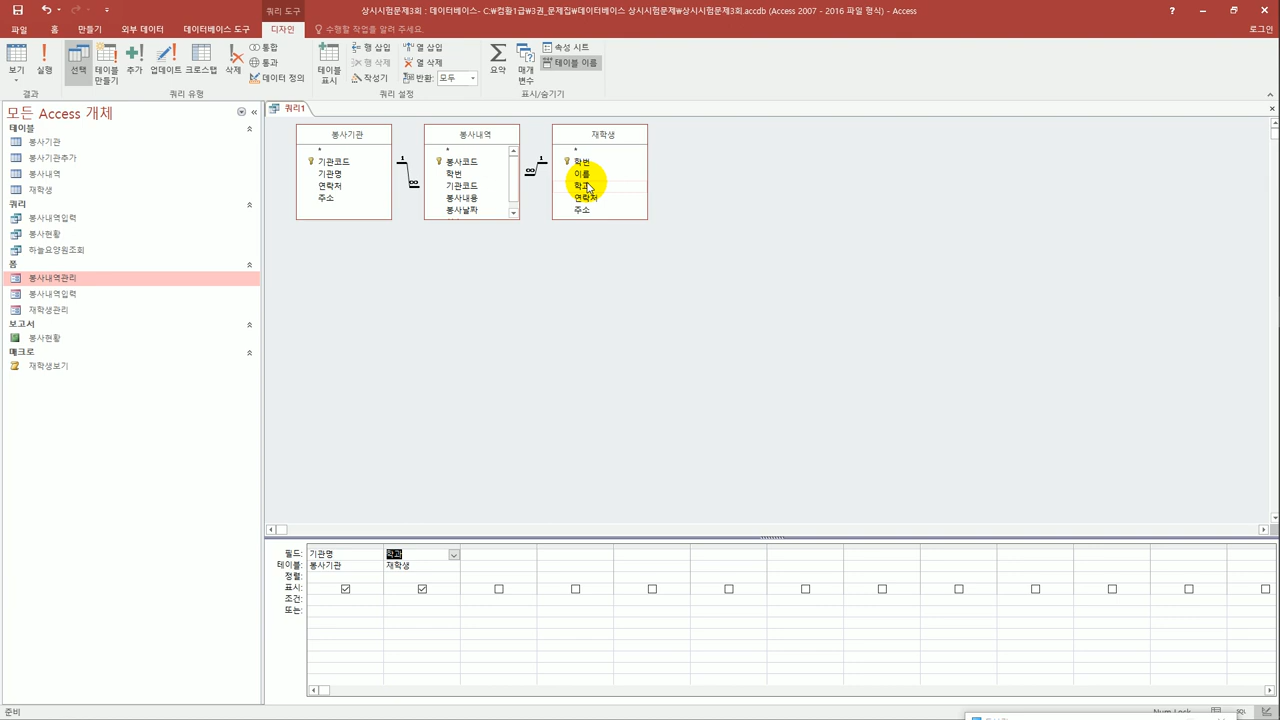 쿼리 도구
상시시험문제3회 : 데이터베이스- C:₩컴활1급₩3권_문제집₩데이터베이스 상시시험문제₩상시시험문제3회.accdb (Access 2007 - 2016 파일 형식) - Access
파일 홈 만들기 외부 데이터 데이터베이스 도구 디자인 수행할 작업을 알려 주세요. 로그인
보기 실행 선택 테이블 만들기 추가 업데이트 크로스탭 삭제
통합
통과
데이터 정의
테이블 표시
행 삽입
행 삭제
작성기
열 삽입
열 삭제
반환: 모두
요약 매개 변수
속성 시트
테이블 이름
결과 쿼리 유형 쿼리 설정 표시/숨기기
모든 Access 개체
테이블
봉사기관
봉사기관추가
봉사내역
재학생
쿼리
봉사내역입력
봉사현황
하늘요양원조회
폼
봉사내역관리
봉사내역입력
재학생관리
보고서
봉사현황
매크로
재학생보기
쿼리1
봉사기관
*
기관코드
기관명
연락처
주소
1
∞
봉사내역
*
봉사코드
학번
기관코드
봉사내용
봉사날짜
1
∞
재학생
*
학번
이름
학과
연락처
주소
필드: 기관명 학과
테이블: 봉사기관 재학생
정렬:
표시:
조건:
또는:
준비
Num Lock
SQL